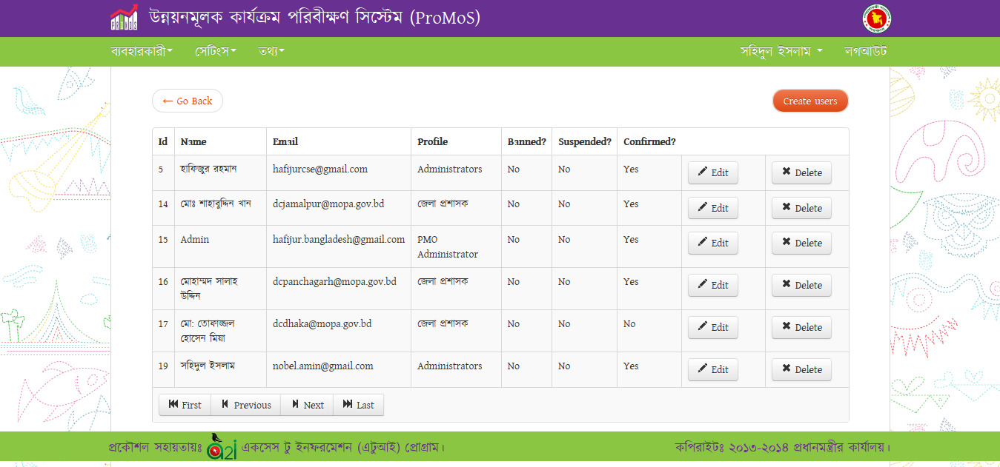 উন্নয়নমূলক কার্যক্রম পরিবীক্ষণ সিস্টেম (ProMoS)
ব্যবহারকারী সেটিংস তথ্য সহিদুল ইসলাম লগআউট
← Go Back Create users
Id Name Email Profile Banned? Suspended? Confirmed?
5 হাফিজুর রহমান hafijurcse@gmail.com Administrators No No Yes Edit Delete
14 মোঃ শাহাবুদ্দিন খান dcjamalpur@mopa.gov.bd জেলা প্রশাসক No No Yes Edit Delete
15 Admin hafijur.bangladesh@gmail.com PMO No No Yes Edit Delete
Administrator
16 মোহাম্মদ সালাহ dcpanchagarh@mopa.gov.bd জেলা প্রশাসক No No Yes Edit Delete
উদ্দিন
17 মো: তোফাজ্জল dcdhaka@mopa.gov.bd জেলা প্রশাসক No No No Edit Delete
হোসেন মিয়া
19 সহিদুল ইসলাম nobel.amin@gmail.com Administrators No No Yes Edit Delete
First Previous Next Last
প্রকৌশল সহায়তায়ঃ a2i একসেস টু ইনফরমেশন (এটুআই) প্রোগ্রাম। কপিরাইটঃ ২০১৩-২০১৪ প্রধানমন্ত্রীর কার্যালয়।